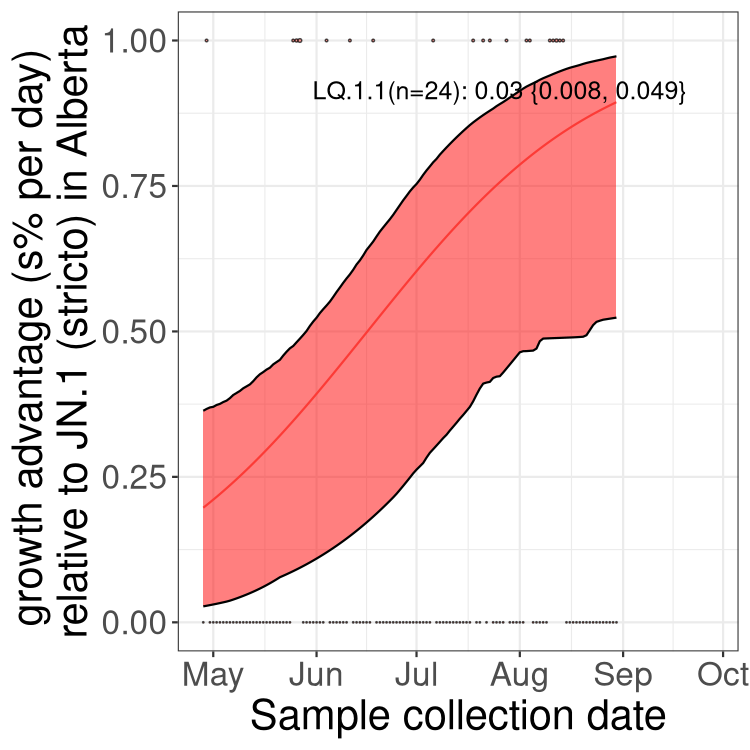 growth advantage (s% per day)
relative to JN.1 (stricto) in Alberta
1.00
0.75
0.50
0.25
0.00
LQ.1.1(n=24): 0.03 {0.008, 0.049}
May Jun Jul Aug Sep Oct
Sample collection date